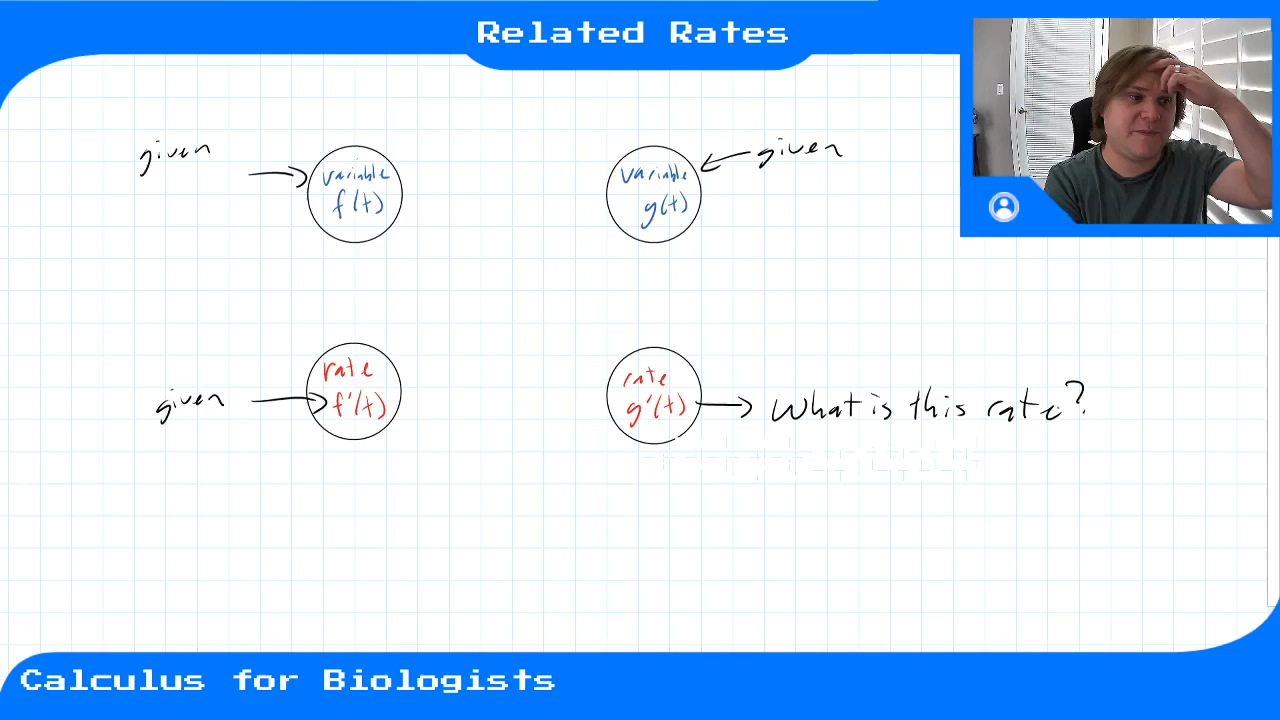 Related Rates
given
variable
f(t)
variable
g(t)
given
given
rate
f'(t)
rate
g'(t)
What is this rate?
Calculus for Biologists